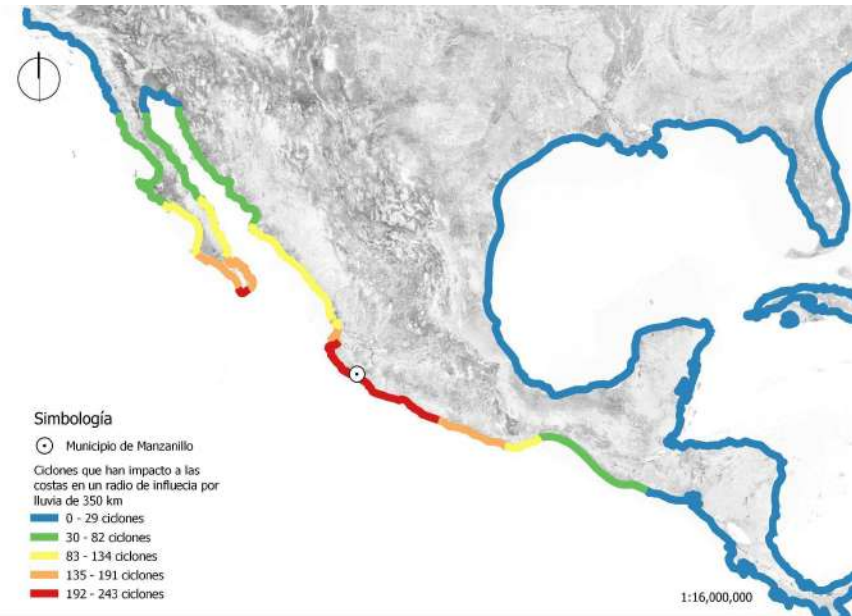 Simbología
Municipio de Manzanillo
Ciclones que han impacto a las
costas en un radio de influecia por
lluvia de 350 km
0 - 29 ciclones
30 - 82 ciclones
83 - 134 ciclones
135 - 191 ciclones
192 - 243 ciclones
1:16,000,000